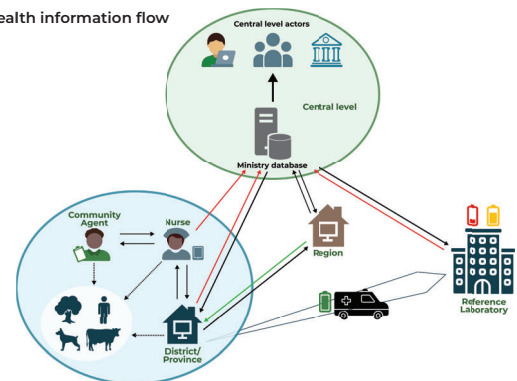 ealth information flow
Central level actors
Central level
Ministry database
Community
Agent
Nurse
Region
Reference
Laboratory
District/
Province